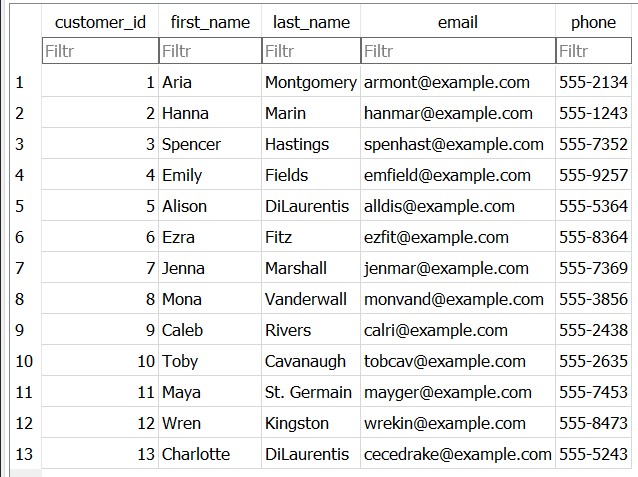 customer_id first_name last_name email phone
Filtr Filtr Filtr Filtr Filtr
1 1 Aria Montgomery armont@example.com 555-2134
2 2 Hanna Marin hanmar@example.com 555-1243
3 3 Spencer Hastings spenhast@example.com 555-7352
4 4 Emily Fields emfield@example.com 555-9257
5 5 Alison DiLaurentis alldis@example.com 555-5364
6 6 Ezra Fitz ezfit@example.com 555-8364
7 7 Jenna Marshall jenmar@example.com 555-7369
8 8 Mona Vanderwall monvand@example.com 555-3856
9 9 Caleb Rivers calri@example.com 555-2438
10 10 Toby Cavanaugh tobcav@example.com 555-2635
11 11 Maya St. Germain mayger@example.com 555-7453
12 12 Wren Kingston wrekin@example.com 555-8473
13 13 Charlotte DiLaurentis cecedrake@example.com 555-5243